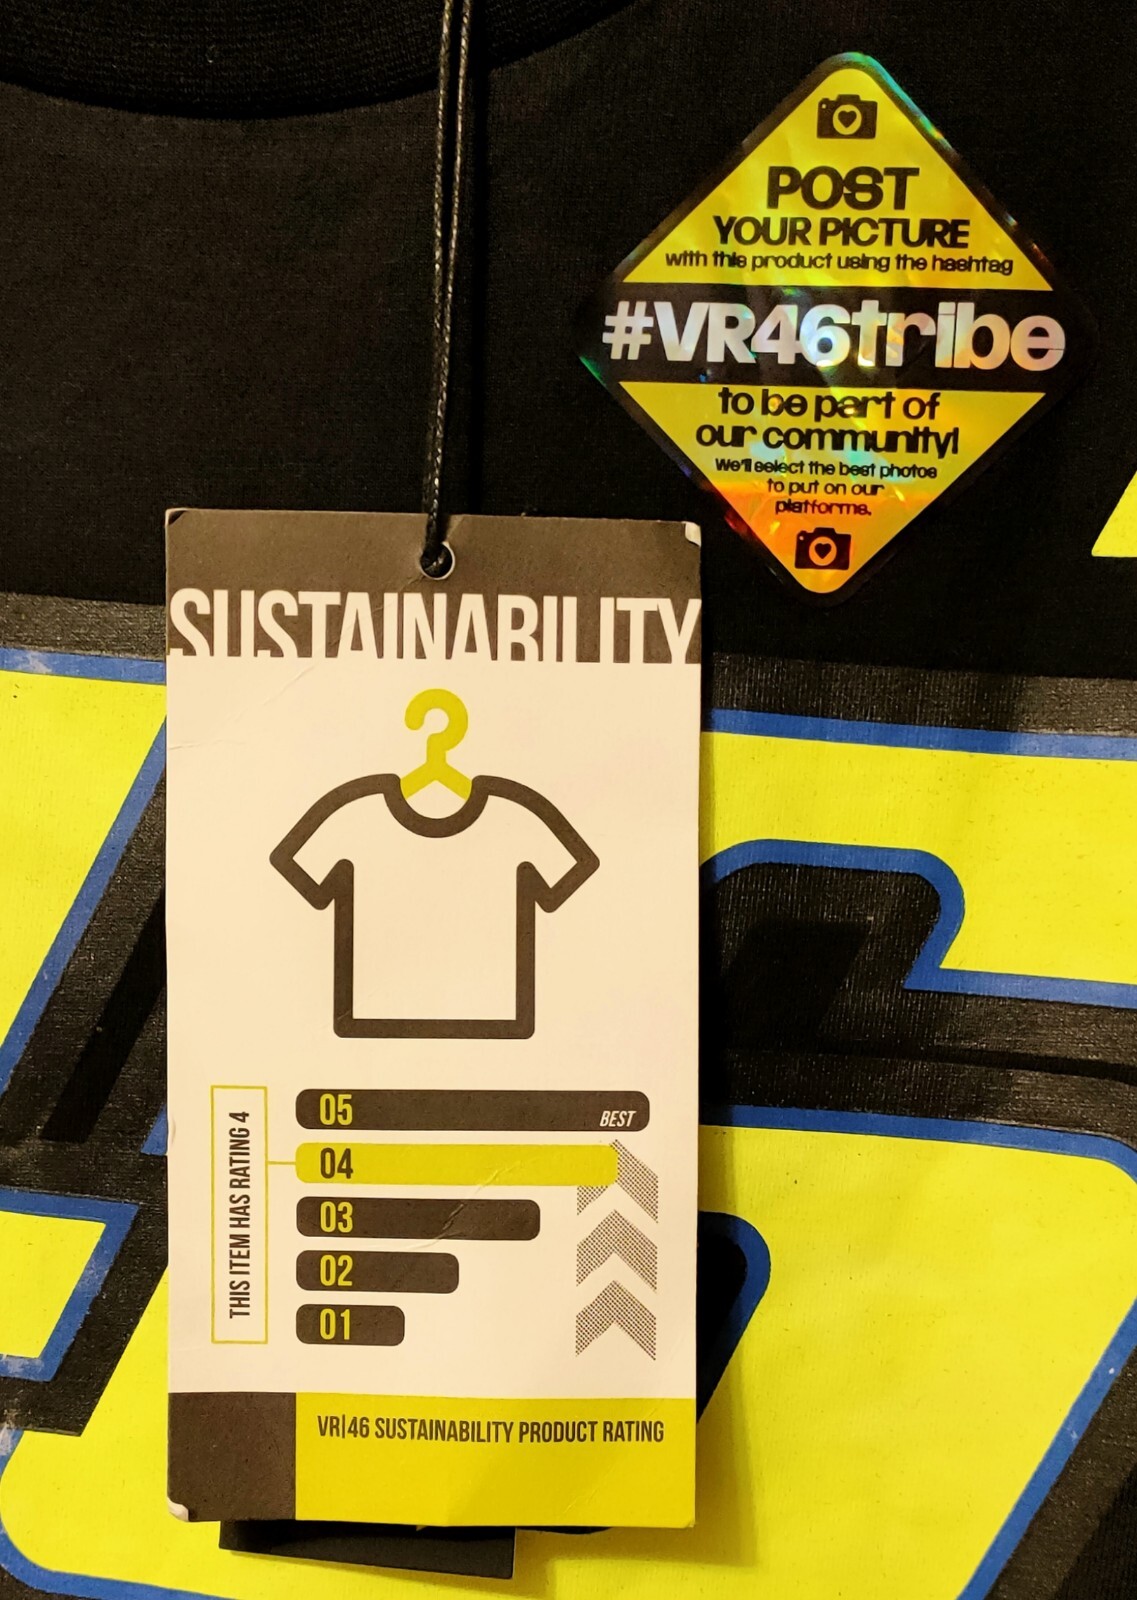 POST
YOUR PICTURE
with this product using the hashtag
#VR46tribe
to be part of
our community!
We'll select the best photos
to put on our
platforms.
SUSTAINABILITY
THIS ITEM HAS RATING 4
05 BEST
04
03
02
01
VR|46 SUSTAINABILITY PRODUCT RATING